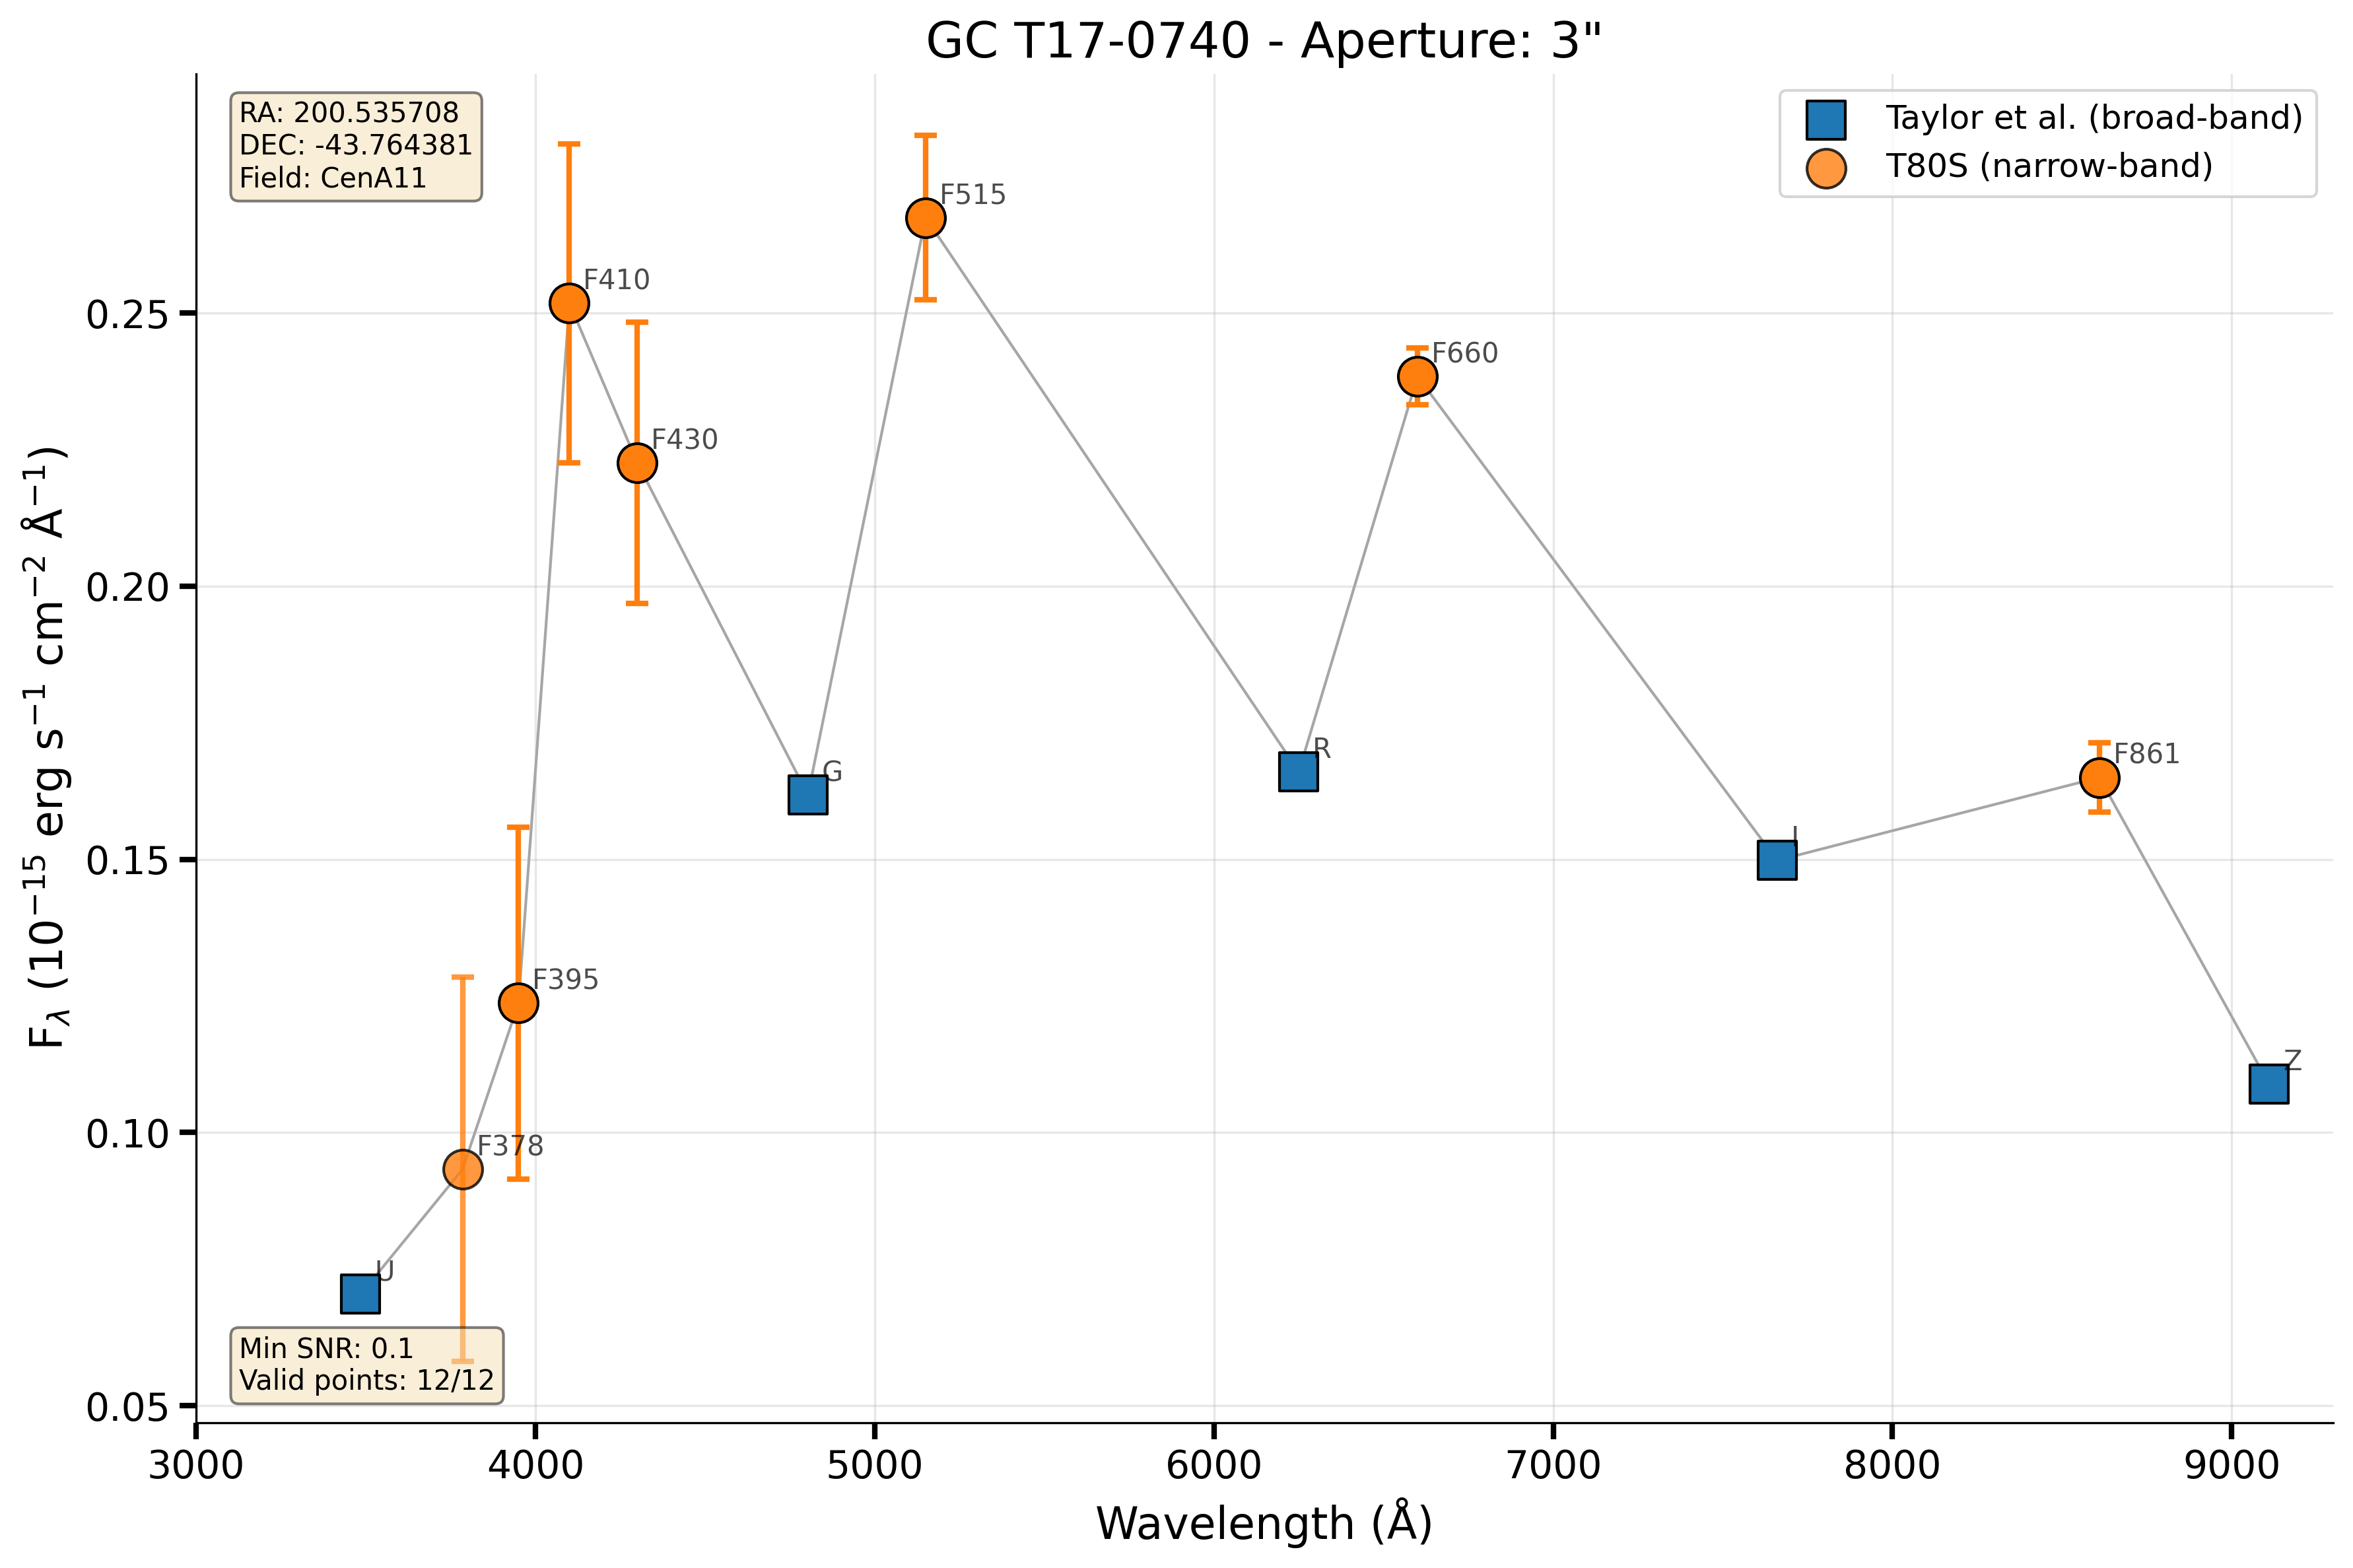 GC T17-0740 - Aperture: 3"
RA: 200.535708
DEC: -43.764381
Field: CenA11
Taylor et al. (broad-band)
T80S (narrow-band)
F515
F410
F660
F430
G
R
F861
I
F395
Z
F378
U
Min SNR: 0.1
Valid points: 12/12
0.25
0.20
0.15
0.10
0.05
F_λ (10⁻¹⁵ erg s⁻¹ cm⁻² Å⁻¹)
3000 4000 5000 6000 7000 8000 9000
Wavelength (Å)